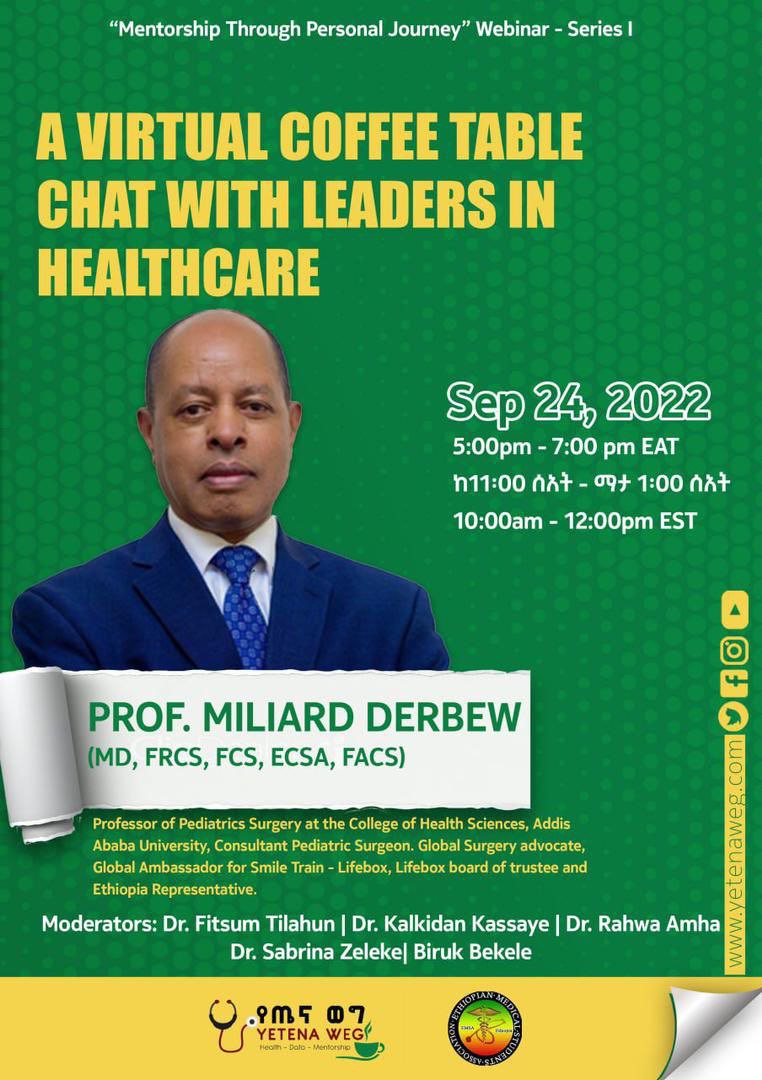 “Mentorship Through Personal Journey” Webinar - Series I
A VIRTUAL COFFEE TABLE
CHAT WITH LEADERS IN
HEALTHCARE
Sep 24, 2022
5:00pm - 7:00 pm EAT
ከ11፡00 ሰአት - ማታ 1፡00 ሰአት
10:00am - 12:00pm EST
PROF. MILIARD DERBEW
(MD, FRCS, FCS, ECSA, FACS)
Professor of Pediatrics Surgery at the College of Health Sciences, Addis
Ababa University, Consultant Pediatric Surgeon. Global Surgery advocate,
Global Ambassador for Smile Train - Lifebox, Lifebox board of trustee and
Ethiopia Representative.
www.yetenaweg.com
Moderators: Dr. Fitsum Tilahun | Dr. Kalkidan Kassaye | Dr. Rahwa Amha
Dr. Sabrina Zeleke| Biruk Bekele
የጤና ወግ
YETENA WEG
Health - Data - Mentorship
ETHIOPIAN MEDICAL STUDENTS ASSOCIATION
EMSA Ethiopia